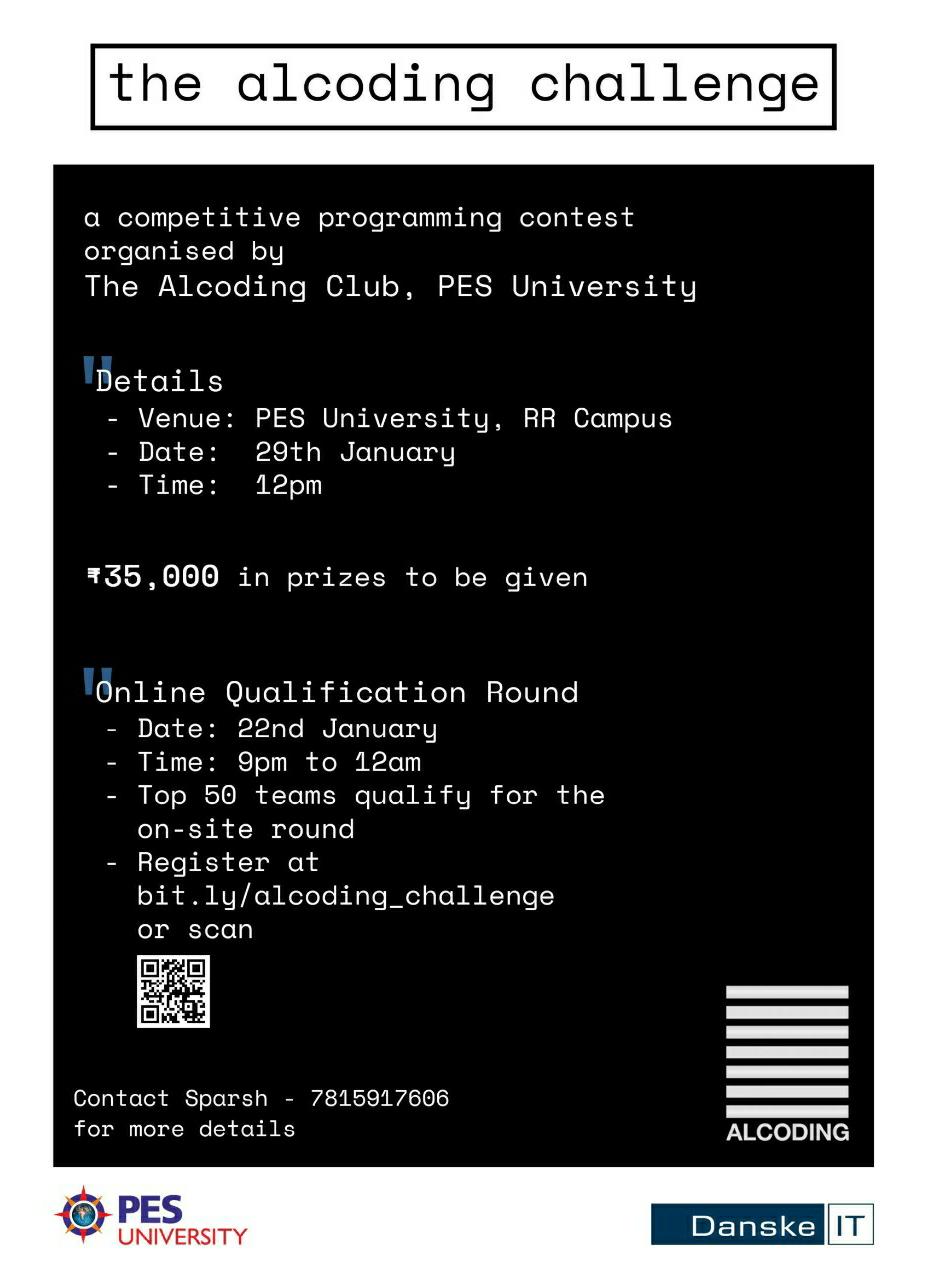 the alcoding challenge
a competitive programming contest
organised by
The Alcoding Club, PES University
"Details
- Venue: PES University, RR Campus
- Date: 29th January
- Time: 12pm
₹35,000 in prizes to be given
"Online Qualification Round
- Date: 22nd January
- Time: 9pm to 12am
- Top 50 teams qualify for the
on-site round
- Register at
bit.ly/alcoding_challenge
or scan
Contact Sparsh - 7815917606
for more details
ALCODING
PES
UNIVERSITY
Danske IT